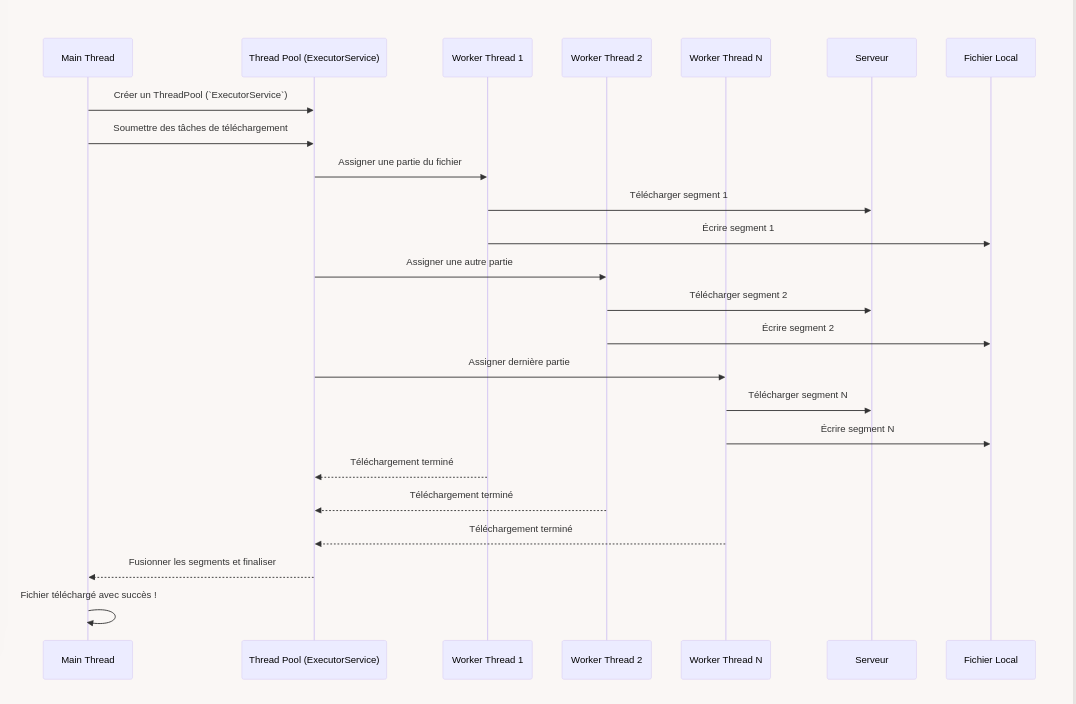 Main Thread
Thread Pool (ExecutorService)
Worker Thread 1
Worker Thread 2
Worker Thread N
Serveur
Fichier Local
Créer un ThreadPool (`ExecutorService`)
Soumettre des tâches de téléchargement
Assigner une partie du fichier
Télécharger segment 1
Écrire segment 1
Assigner une autre partie
Télécharger segment 2
Écrire segment 2
Assigner dernière partie
Télécharger segment N
Écrire segment N
Téléchargement terminé
Téléchargement terminé
Téléchargement terminé
Fusionner les segments et finaliser
Fichier téléchargé avec succès !
Main Thread
Thread Pool (ExecutorService)
Worker Thread 1
Worker Thread 2
Worker Thread N
Serveur
Fichier Local